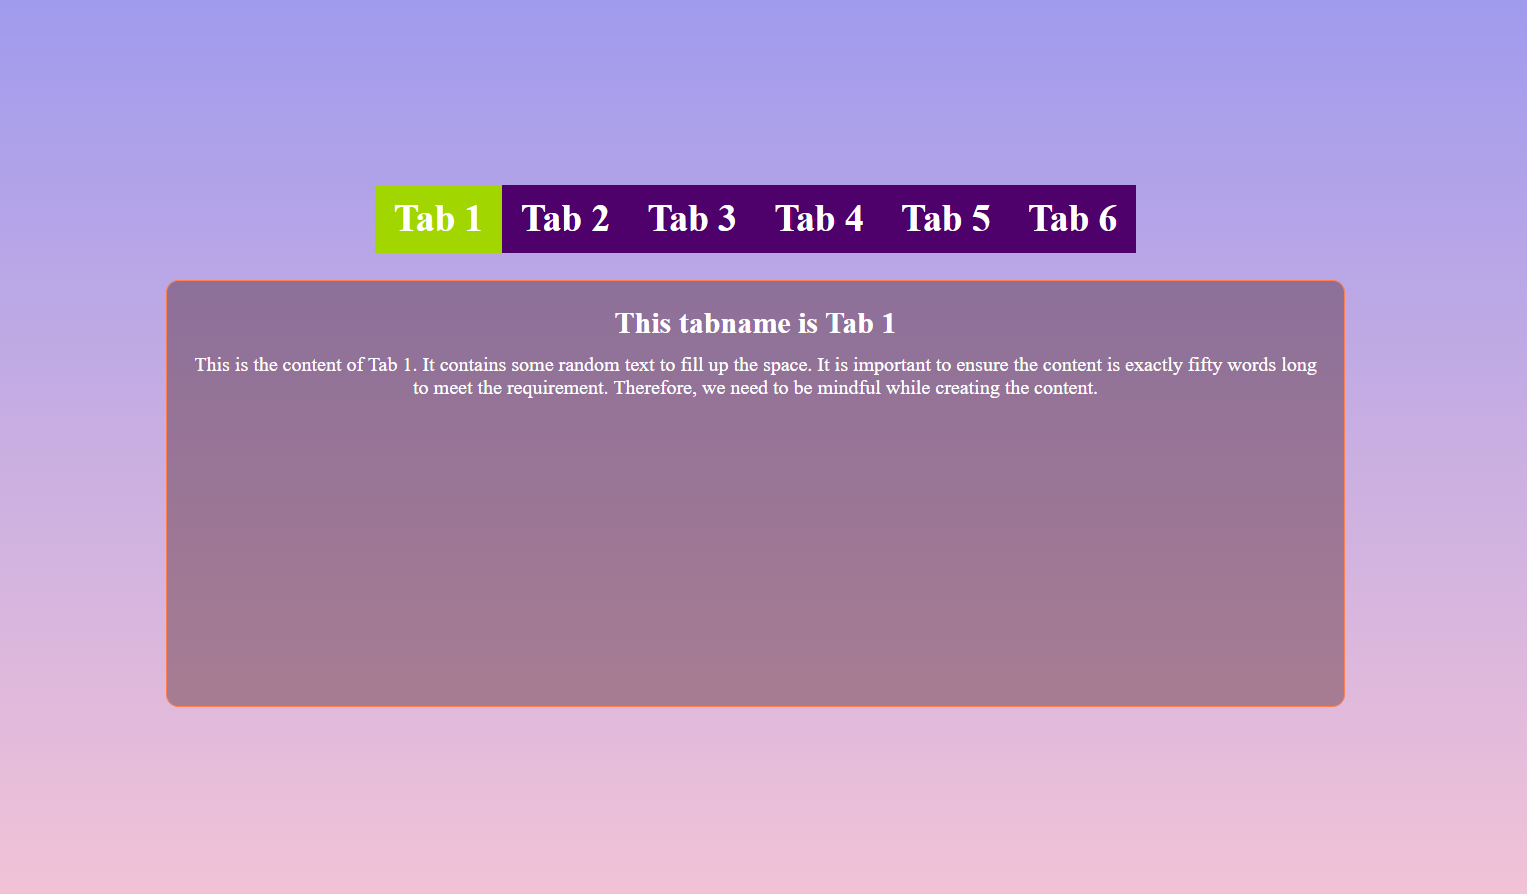 Tab 1 Tab 2 Tab 3 Tab 4 Tab 5 Tab 6
This tabname is Tab 1
This is the content of Tab 1. It contains some random text to fill up the space. It is important to ensure the content is exactly fifty words long
to meet the requirement. Therefore, we need to be mindful while creating the content.